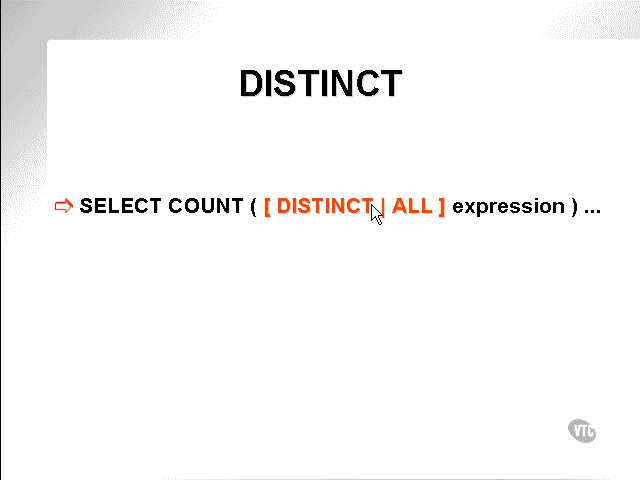 DISTINCT
⇨ SELECT COUNT ( [ DISTINCT | ALL ] expression ) ...
VTC